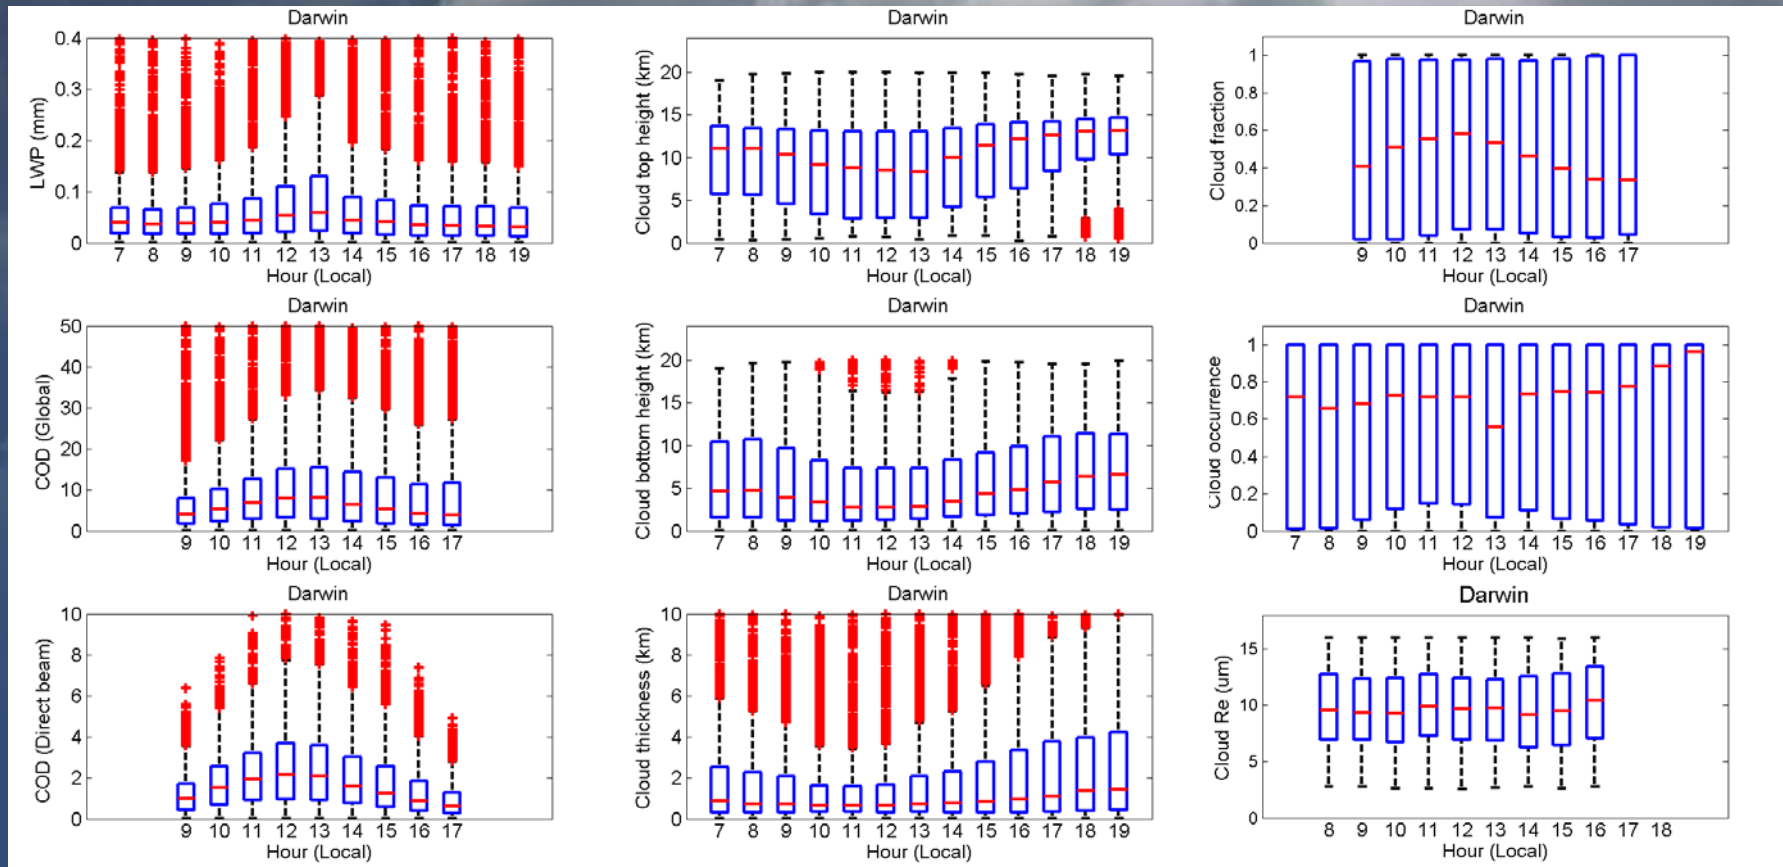 Darwin
0.4
0.3
0.2
0.1
0
LWP (mm)
7 8 9 10 11 12 13 14 15 16 17 18 19
Hour (Local)
Darwin
20
15
10
5
0
Cloud top height (km)
7 8 9 10 11 12 13 14 15 16 17 18 19
Hour (Local)
Darwin
1
0.8
0.6
0.4
0.2
0
Cloud fraction
9 10 11 12 13 14 15 16 17
Hour (Local)
Darwin
50
40
30
20
10
0
COD (Global)
9 10 11 12 13 14 15 16 17
Hour (Local)
Darwin
20
15
10
5
0
Cloud bottom height (km)
7 8 9 10 11 12 13 14 15 16 17 18 19
Hour (Local)
Darwin
1
0.8
0.6
0.4
0.2
0
Cloud occurrence
7 8 9 10 11 12 13 14 15 16 17 18 19
Hour (Local)
Darwin
10
8
6
4
2
0
COD (Direct beam)
9 10 11 12 13 14 15 16 17
Hour (Local)
Darwin
10
8
6
4
2
0
Cloud thickness (km)
7 8 9 10 11 12 13 14 15 16 17 18 19
Hour (Local)
Darwin
15
10
5
0
Cloud Re (um)
8 9 10 11 12 13 14 15 16 17 18
Hour (Local)